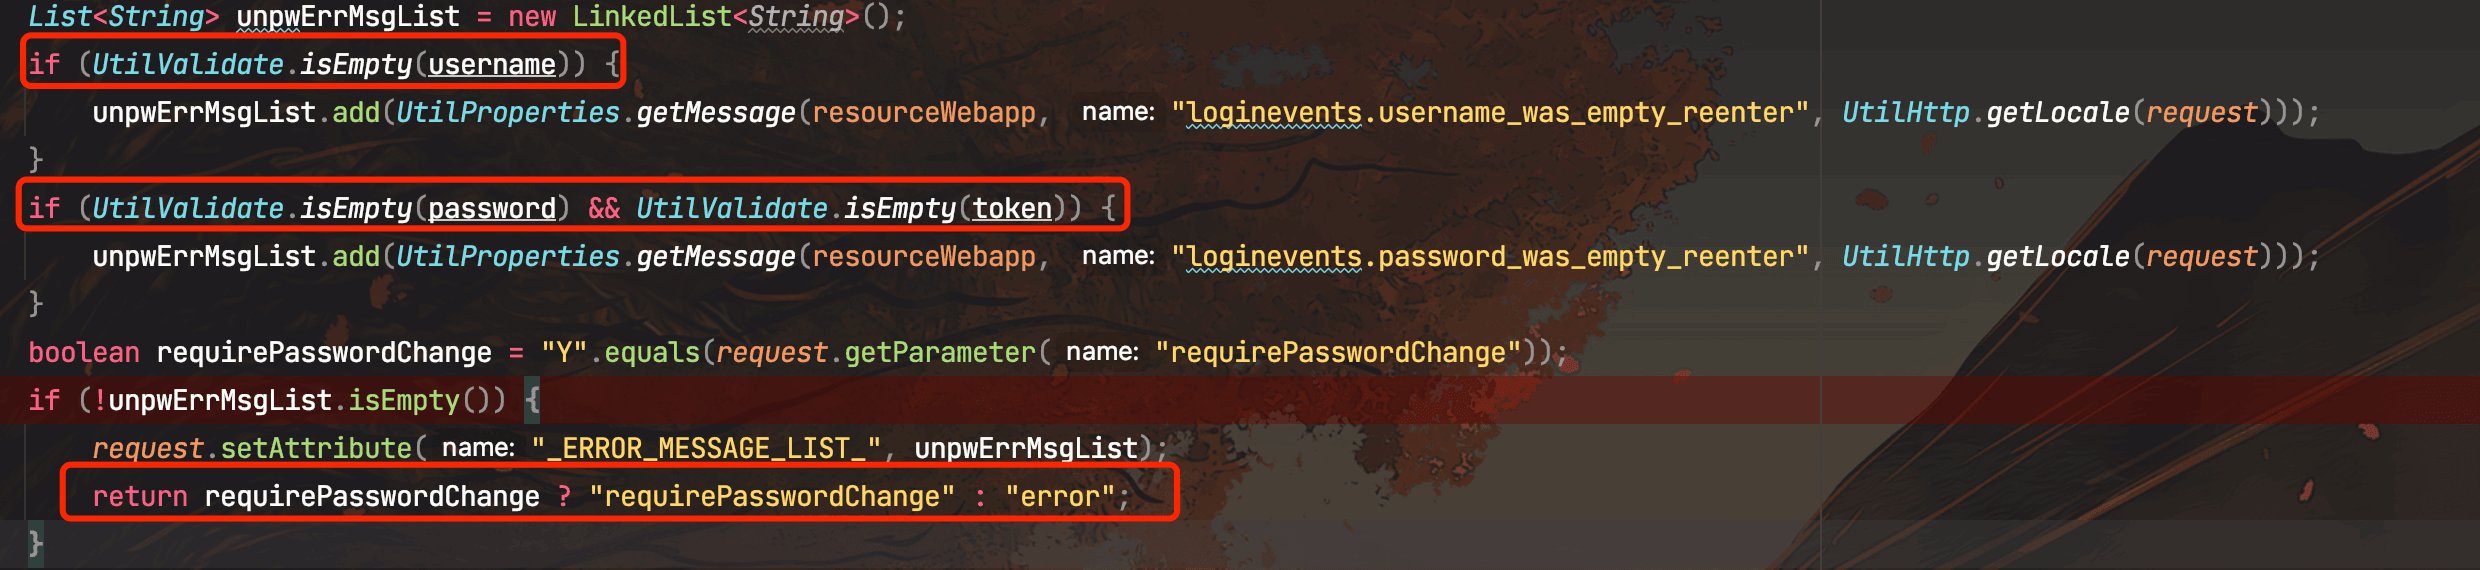 List<String> unpwErrMsgList = new LinkedList<String>();
if (UtilValidate.isEmpty(username)) {
unpwErrMsgList.add(UtilProperties.getMessage(resourceWebapp, name: "loginevents.username_was_empty_reenter", UtilHttp.getLocale(request)));
}
if (UtilValidate.isEmpty(password) && UtilValidate.isEmpty(token)) {
unpwErrMsgList.add(UtilProperties.getMessage(resourceWebapp, name: "loginevents.password_was_empty_reenter", UtilHttp.getLocale(request)));
}
boolean requirePasswordChange = "Y".equals(request.getParameter( name: "requirePasswordChange"));
if (!unpwErrMsgList.isEmpty()) {
request.setAttribute( name: "_ERROR_MESSAGE_LIST_", unpwErrMsgList);
return requirePasswordChange ? "requirePasswordChange" : "error";
}